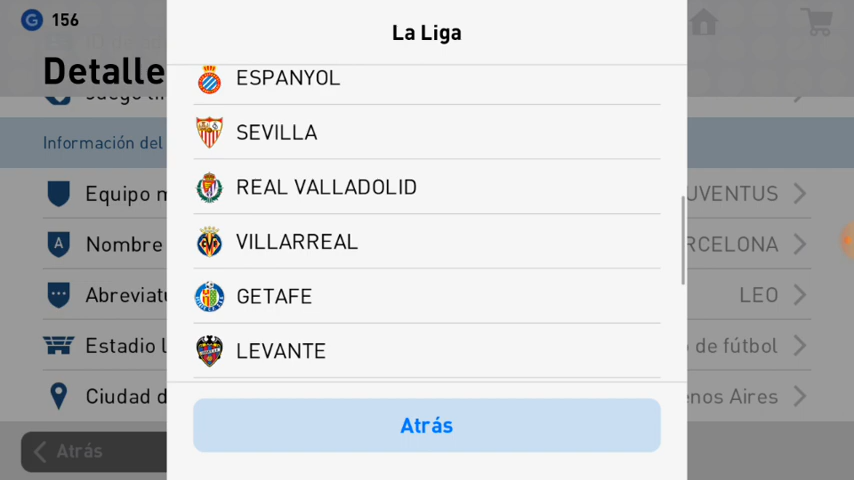 156
La Liga
Detalle
ESPANYOL
Información del
SEVILLA
Equipo
REAL VALLADOLID
UVENTUS
Nombre
VILLARREAL
RCELONA
Abreviat
GETAFE
LEO
Estadio l
LEVANTE
de fútbol
Ciudad d
enos Aires
Atrás
Atrás